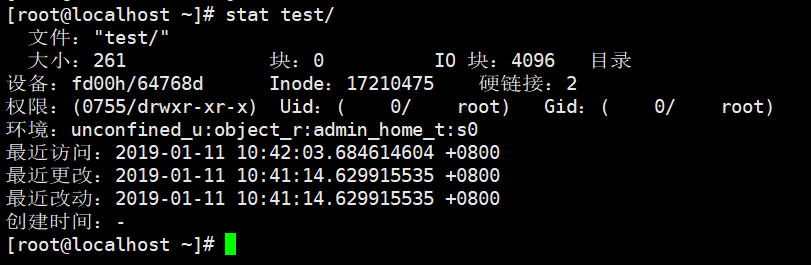 [root@localhost ~]# stat test/
  文件："test/"
  大小：261             块：0          IO 块：4096   目录
设备：fd00h/64768d      Inode：17210475    硬链接：2
权限：(0755/drwxr-xr-x)  Uid：(    0/    root)   Gid：(    0/    root)
环境：unconfined_u:object_r:admin_home_t:s0
最近访问：2019-01-11 10:42:03.684614604 +0800
最近更改：2019-01-11 10:41:14.629915535 +0800
最近改动：2019-01-11 10:41:14.629915535 +0800
创建时间：-
[root@localhost ~]#